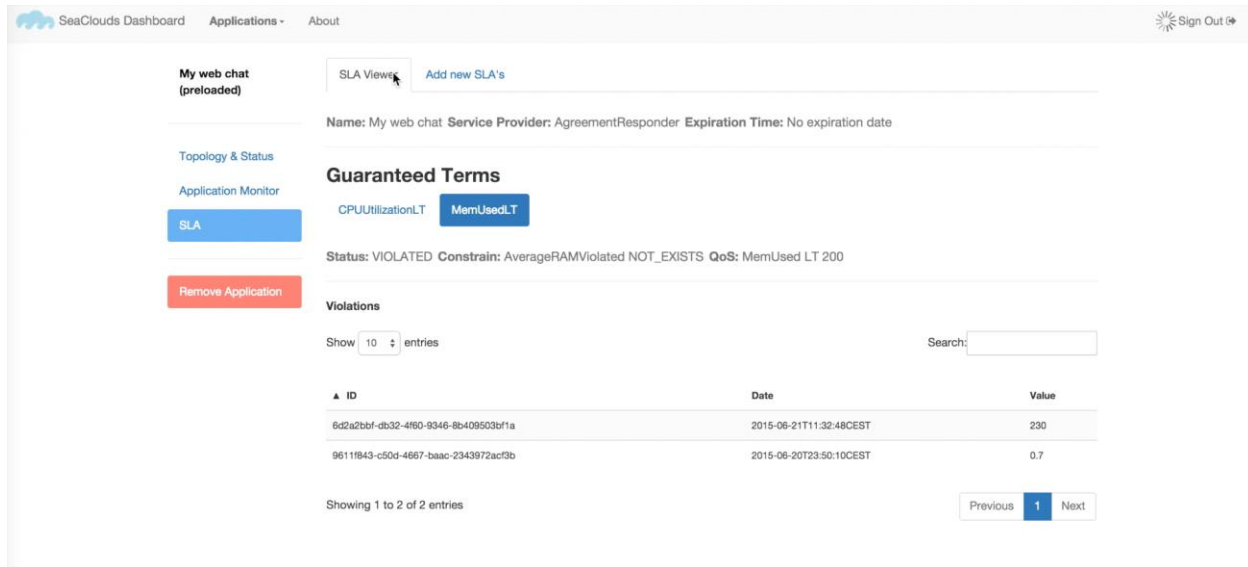 SeaClouds Dashboard Applications About Sign Out
My web chat
(preloaded)
Topology & Status
Application Monitor
SLA
Remove Application
SLA Viewer Add new SLA's
Name: My web chat Service Provider: AgreementResponder Expiration Time: No expiration date
Guaranteed Terms
CPUUtilizationLT MemUsedLT
Status: VIOLATED Constrain: AverageRAMViolated NOT_EXISTS QoS: MemUsed LT 200
Violations
Show 10 entries Search:
▲ ID Date Value
6d2a2bbf-db32-4f60-9346-8b409503bf1a 2015-06-21T11:32:48CEST 230
9611f843-c50d-4667-baac-2343972acf3b 2015-06-20T23:50:10CEST 0.7
Showing 1 to 2 of 2 entries Previous 1 Next